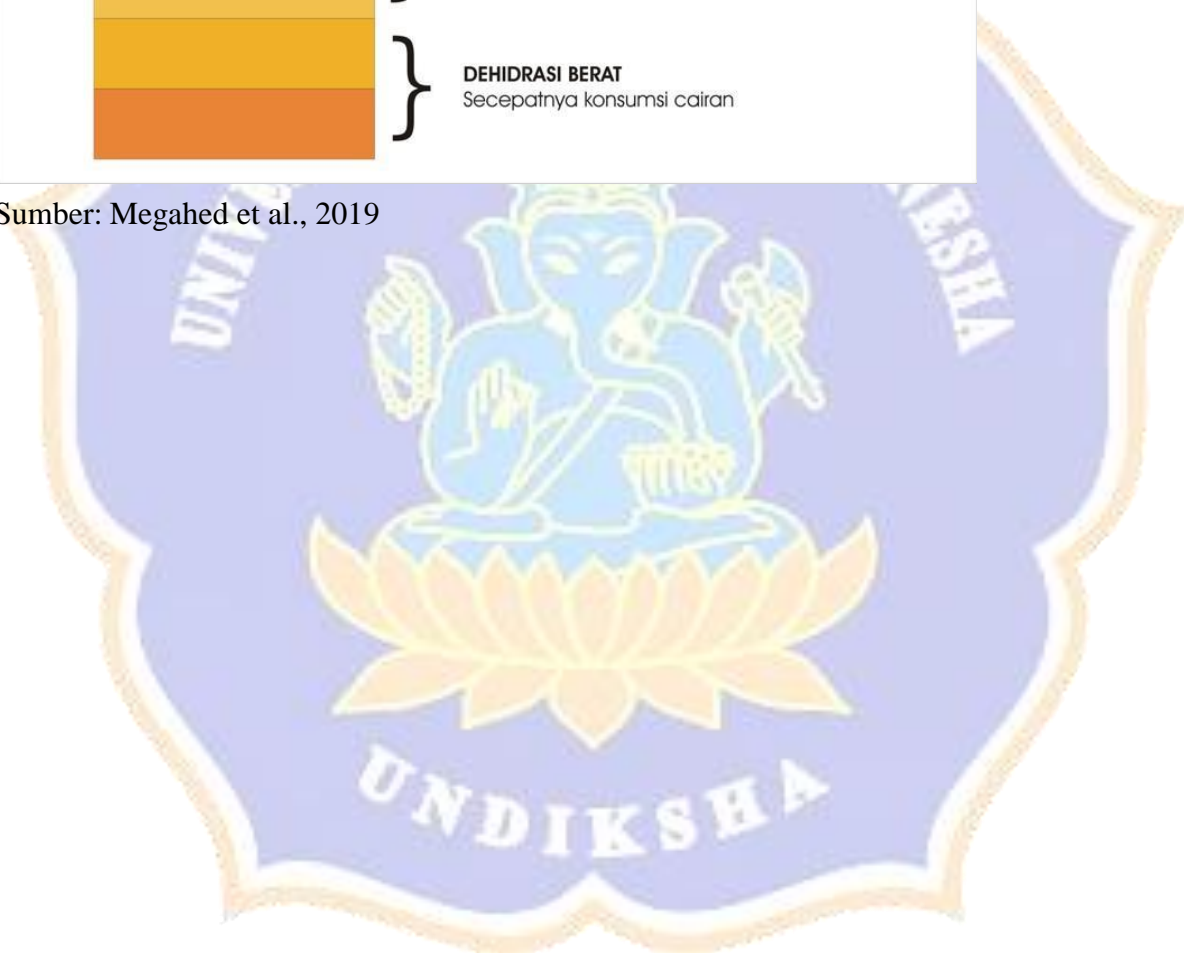 DEHIDRASI BERAT
Secepatnya konsumsi cairan
Sumber: Megahed et al., 2019
UNDIKSHA